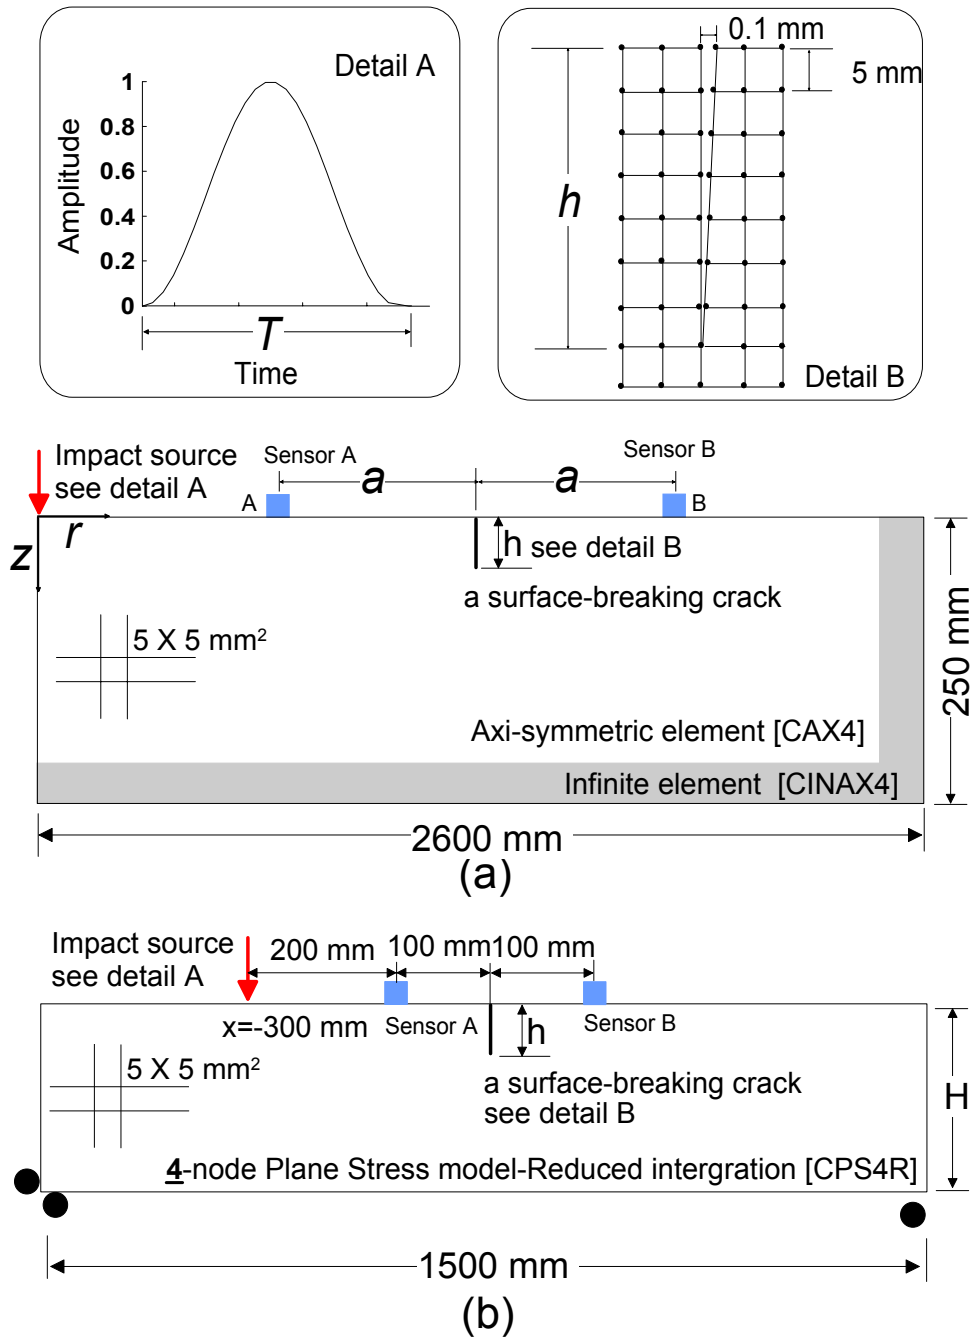 Detail A
1
0.8
0.6
0.4
0.2
0
Amplitude
T
Time
0.1 mm
5 mm
h
Detail B
Impact source
see detail A
Sensor A
Sensor B
a
a
A
B
r
z
h
see detail B
a surface-breaking crack
5 X 5 mm²
250 mm
Axi-symmetric element [CAX4]
Infinite element [CINAX4]
2600 mm
(a)
Impact source
see detail A
200 mm
100 mm
100 mm
x=-300 mm
Sensor A
Sensor B
h
5 X 5 mm²
a surface-breaking crack
see detail B
H
4-node Plane Stress model-Reduced intergration [CPS4R]
1500 mm
(b)